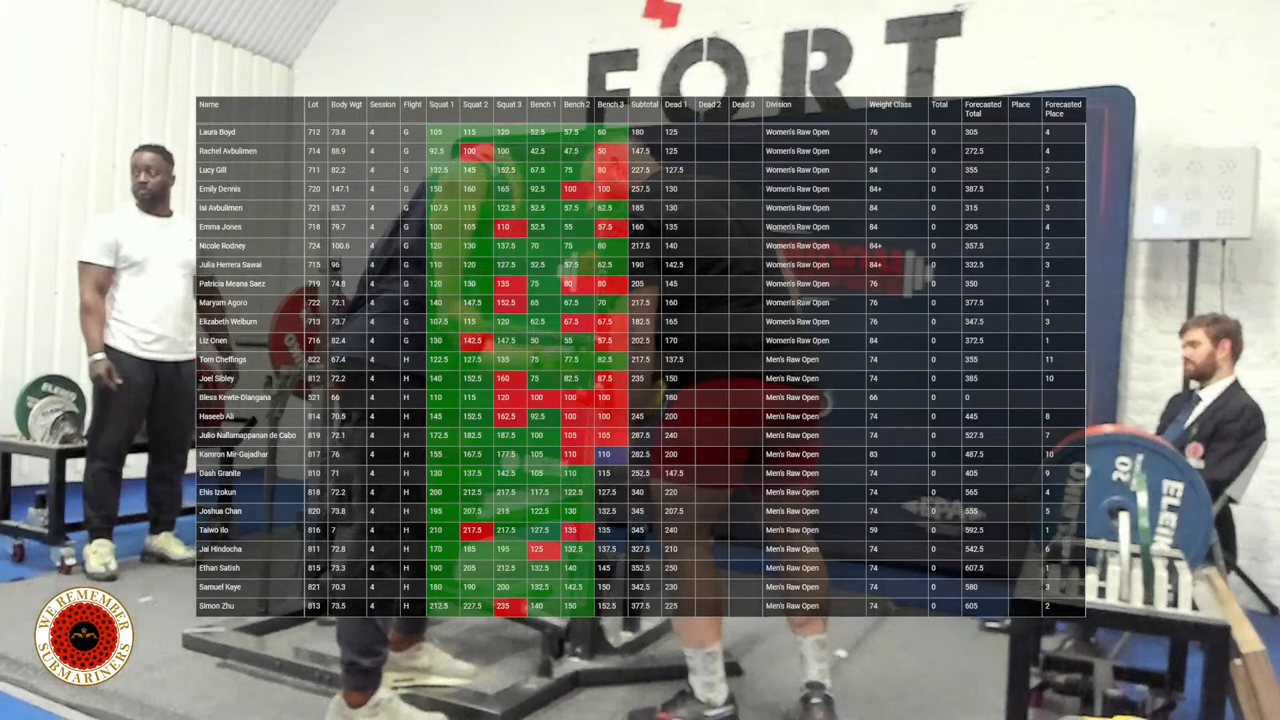 FORT
Name Lot Body Wgt Session Flight Squat 1 Squat 2 Squat 3 Bench 1 Bench 2 Bench 3 Subtotal Dead 1 Dead 2 Dead 3 Division Weight Class Total Forecasted Total Place Forecasted Place
Laura Boyd 712 73.8 4 G 105 115 120 52.5 57.5 60 180 125 Women's Raw Open 76 0 305 4
Rachel Avbulimen 714 88.9 4 G 92.5 100 100 42.5 47.5 50 147.5 125 Women's Raw Open 84+ 0 272.5 4
Lucy Gill 711 82.2 4 G 132.5 145 152.5 67.5 75 80 227.5 127.5 Women's Raw Open 84 0 355 2
Emily Dennis 720 147.1 4 G 150 160 165 92.5 100 100 257.5 130 Women's Raw Open 84+ 0 387.5 1
Isi Avbulimen 721 83.7 4 G 107.5 115 122.5 52.5 57.5 62.5 185 130 Women's Raw Open 84 0 315 3
Emma Jones 718 79.7 4 G 100 105 110 52.5 55 57.5 160 135 Women's Raw Open 84 0 295 4
Nicole Rodney 724 100.6 4 G 120 130 137.5 70 75 80 217.5 140 Women's Raw Open 84+ 0 357.5 2
Julia Herrera Sawai 715 96 4 G 110 120 127.5 52.5 57.5 62.5 190 142.5 Women's Raw Open 84+ 0 332.5 3
Patricia Meana Saez 719 74.8 4 G 120 130 135 75 80 80 205 145 Women's Raw Open 76 0 350 2
Maryam Agoro 722 72.1 4 G 140 147.5 152.5 65 67.5 70 217.5 160 Women's Raw Open 76 0 377.5 1
Elizabeth Welburn 713 73.7 4 G 107.5 115 120 62.5 67.5 67.5 182.5 165 Women's Raw Open 76 0 347.5 3
Liz Onen 716 82.4 4 G 130 142.5 147.5 50 55 57.5 202.5 170 Women's Raw Open 84 0 372.5 1
Tom Cheffings 822 67.4 4 H 122.5 127.5 135 75 77.5 82.5 217.5 137.5 Men's Raw Open 74 0 355 11
Joel Sibley 812 72.2 4 H 140 152.5 160 75 82.5 87.5 235 150 Men's Raw Open 74 0 385 10
Bless Kewte-Diangana 521 66 4 H 110 115 120 100 100 100 180 Men's Raw Open 66 0 0
Haseeb Ali 814 70.5 4 H 145 152.5 162.5 92.5 100 100 245 200 Men's Raw Open 74 0 445 8
Julio Nallamappanan de Cabo 819 72.1 4 H 172.5 182.5 187.5 100 105 105 287.5 240 Men's Raw Open 74 0 527.5 7
Kamron Mir-Gajadhar 817 76 4 H 155 167.5 177.5 105 110 110 282.5 200 Men's Raw Open 83 0 487.5 10
Dash Granite 810 71 4 H 130 137.5 142.5 105 110 115 252.5 147.5 Men's Raw Open 74 0 405 9
Ehis Izokun 818 72.2 4 H 200 212.5 217.5 117.5 122.5 127.5 340 220 Men's Raw Open 74 0 565 4
Joshua Chan 820 73.8 4 H 195 207.5 215 122.5 130 132.5 345 207.5 Men's Raw Open 74 0 555 5
Taiwo Ilo 816 7 4 H 210 217.5 217.5 127.5 135 135 345 240 Men's Raw Open 59 0 592.5 1
Jai Hindocha 811 72.8 4 H 170 185 195 125 132.5 137.5 327.5 210 Men's Raw Open 74 0 542.5 6
Ethan Satish 815 73.3 4 H 190 205 212.5 132.5 140 145 352.5 250 Men's Raw Open 74 0 607.5 1
Samuel Kaye 821 70.3 4 H 180 190 200 132.5 142.5 150 342.5 230 Men's Raw Open 74 0 580 3
Simon Zhu 813 73.5 4 H 212.5 227.5 235 140 150 152.5 377.5 225 Men's Raw Open 74 0 605 2
20
ELEIKO
WE REMEMBER
SUBMARINERS